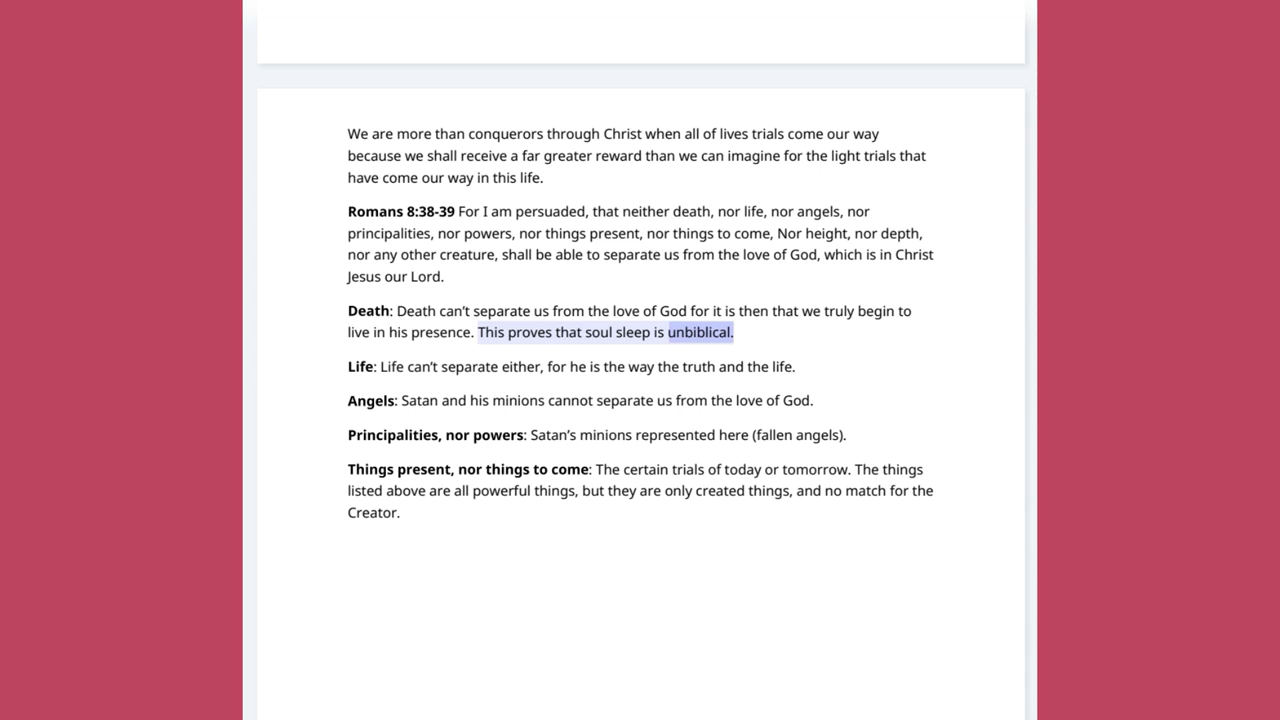 We are more than conquerors through Christ when all of lives trials come our way
because we shall receive a far greater reward than we can imagine for the light trials that
have come our way in this life.
Romans 8:38-39 For I am persuaded, that neither death, nor life, nor angels, nor
principalities, nor powers, nor things present, nor things to come, Nor height, nor depth,
nor any other creature, shall be able to separate us from the love of God, which is in Christ
Jesus our Lord.
Death: Death can’t separate us from the love of God for it is then that we truly begin to
live in his presence. This proves that soul sleep is unbiblical.
Life: Life can’t separate either, for he is the way the truth and the life.
Angels: Satan and his minions cannot separate us from the love of God.
Principalities, nor powers: Satan’s minions represented here (fallen angels).
Things present, nor things to come: The certain trials of today or tomorrow. The things
listed above are all powerful things, but they are only created things, and no match for the
Creator.